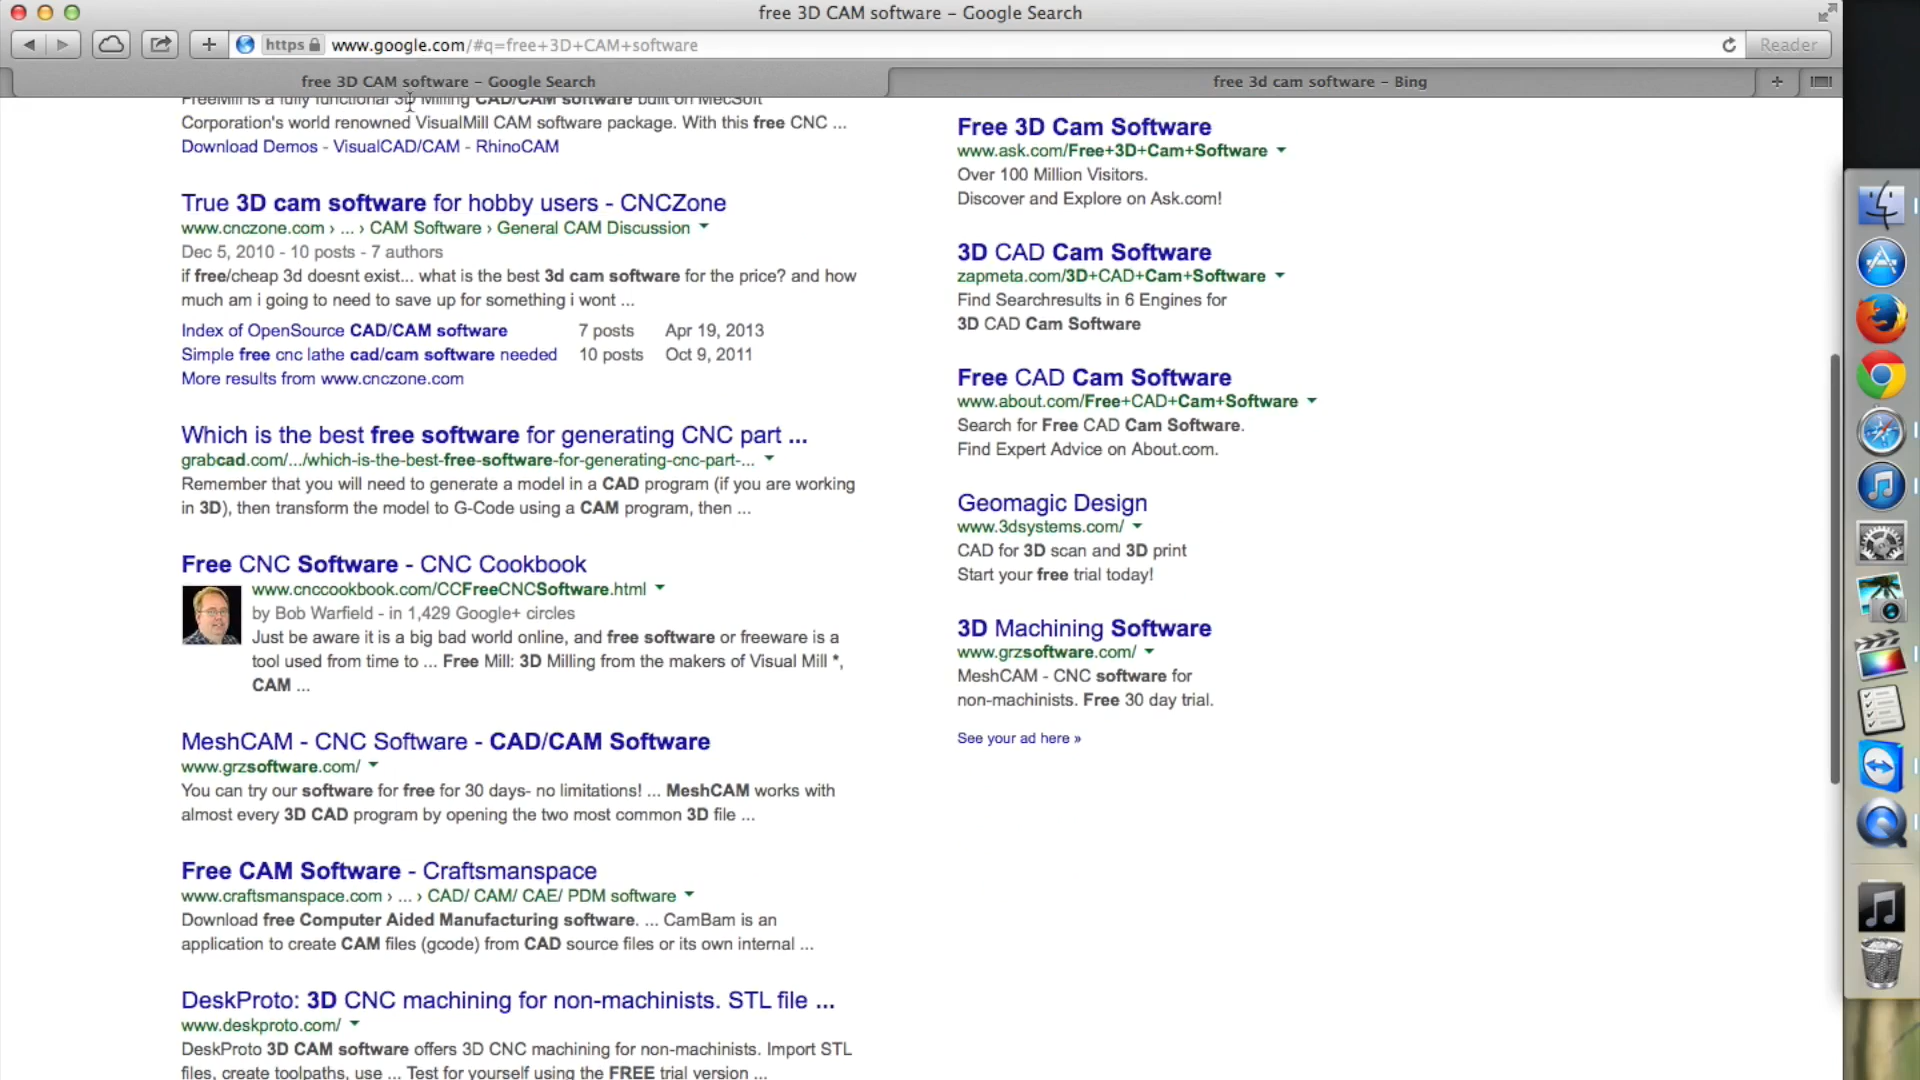 free 3D CAM software – Google Search
https www.google.com/#q=free+3D+CAM+software Reader
free 3D CAM software – Google Search
free 3d cam software – Bing
FreeMill is a fully functional 3D Milling CAD/CAM software built on MecSoft
Corporation's world renowned VisualMill CAM software package. With this free CNC ...
Download Demos - VisualCAD/CAM - RhinoCAM
True 3D cam software for hobby users - CNCZone
www.cnczone.com › ... › CAM Software › General CAM Discussion
Dec 5, 2010 - 10 posts - 7 authors
if free/cheap 3d doesnt exist... what is the best 3d cam software for the price? and how
much am i going to need to save up for something i wont ...
Index of OpenSource CAD/CAM software 7 posts Apr 19, 2013
Simple free cnc lathe cad/cam software needed 10 posts Oct 9, 2011
More results from www.cnczone.com
Which is the best free software for generating CNC part ...
grabcad.com/.../which-is-the-best-free-software-for-generating-cnc-part-...
Remember that you will need to generate a model in a CAD program (if you are working
in 3D), then transform the model to G-Code using a CAM program, then ...
Free CNC Software - CNC Cookbook
www.cnccookbook.com/CCFreeCNCSoftware.html
by Bob Warfield - in 1,429 Google+ circles
Just be aware it is a big bad world online, and free software or freeware is a
tool used from time to ... Free Mill: 3D Milling from the makers of Visual Mill *,
CAM ...
MeshCAM - CNC Software - CAD/CAM Software
www.grzsoftware.com/
You can try our software for free for 30 days- no limitations! ... MeshCAM works with
almost every 3D CAD program by opening the two most common 3D file ...
Free CAM Software - Craftsmanspace
www.craftsmanspace.com › ... › CAD/ CAM/ CAE/ PDM software
Download free Computer Aided Manufacturing software. ... CamBam is an
application to create CAM files (gcode) from CAD source files or its own internal ...
DeskProto: 3D CNC machining for non-machinists. STL file ...
www.deskproto.com/
DeskProto 3D CAM software offers 3D CNC machining for non-machinists. Import STL
files, create toolpaths, use ... Test for yourself using the FREE trial version ...
Free 3D Cam Software
www.ask.com/Free+3D+Cam+Software
Over 100 Million Visitors.
Discover and Explore on Ask.com!
3D CAD Cam Software
zapmeta.com/3D+CAD+Cam+Software
Find Searchresults in 6 Engines for
3D CAD Cam Software
Free CAD Cam Software
www.about.com/Free+CAD+Cam+Software
Search for Free CAD Cam Software.
Find Expert Advice on About.com.
Geomagic Design
www.3dsystems.com/
CAD for 3D scan and 3D print
Start your free trial today!
3D Machining Software
www.grzsoftware.com/
MeshCAM - CNC software for
non-machinists. Free 30 day trial.
See your ad here »